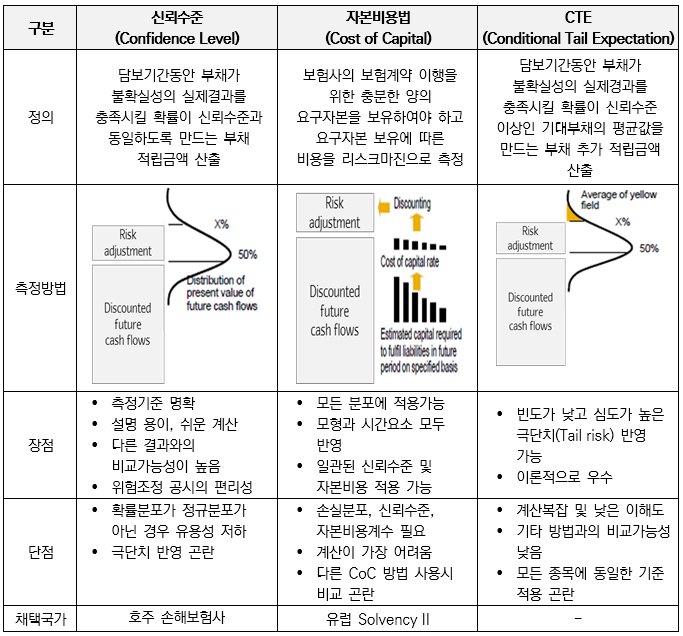 구분
신뢰수준
(Confidence Level)
자본비용법
(Cost of Capital)
CTE
(Conditional Tail Expectation)
정의
담보기간동안 부채가
불확실성의 실제결과를
충족시킬 확률이 신뢰수준과
동일하도록 만드는 부채
적립금액 산출
보험사의 보험계약 이행을
위한 충분한 양의
요구자본을 보유하여야 하고
요구자본 보유에 따른
비용을 리스크마진으로 측정
담보기간동안 부채가
불확실성의 실제경과를
충족시킬 확률이 신뢰수준
이상인 기대부채의 평균값을
만드는 부채 추가 적립금액
산출
측정방법
Risk
adjustment
Discounted
future
cash flows
X%
50%
Distribution of
present value of
future cash flows
Risk
adjustment
Discounted
future
cash flows
Discounting
Cost of capital rate
Estimated capital required
to fulfil liabilities in future
period on specified basis
Average of yellow
field
Risk
adjustment
Discounted
future
cash flows
X%
50%
장점
• 측정기준 명확
• 설명 용이, 쉬운 계산
• 다른 결과와의
비교가능성이 높음
• 위험조정 공시의 편리성
• 모든 분포에 적용가능
• 모형과 시간요소 모두
반영
• 일관된 신뢰수준 및
자본비용 적용 가능
• 빈도가 낮고 심도가 높은
극단치(Tail risk) 반영
가능
• 이론적으로 우수
단점
• 확률분포가 정규분포가
아닌 경우 유용성 저하
• 극단치 반영 곤란
• 손실분포, 신뢰수준,
자본비용계수 필요
• 계산이 가장 어려움
• 다른 CoC 방법 사용시
비교 곤란
• 계산복잡 및 낮은 이해도
• 기타 방법과의 비교가능성
낮음
• 모든 종목에 동일한 기준
적용 곤란
채택국가
호주 손해보험사
유럽 Solvency II
–